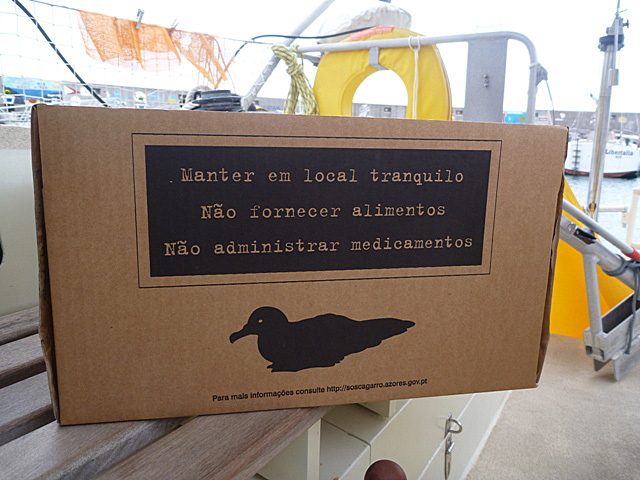 Manter em local tranquilo
Não fornecer alimentos
Não administrar medicamentos
Para mais informações consulte http://soscagarro.azores.gov.pt
Libertalia